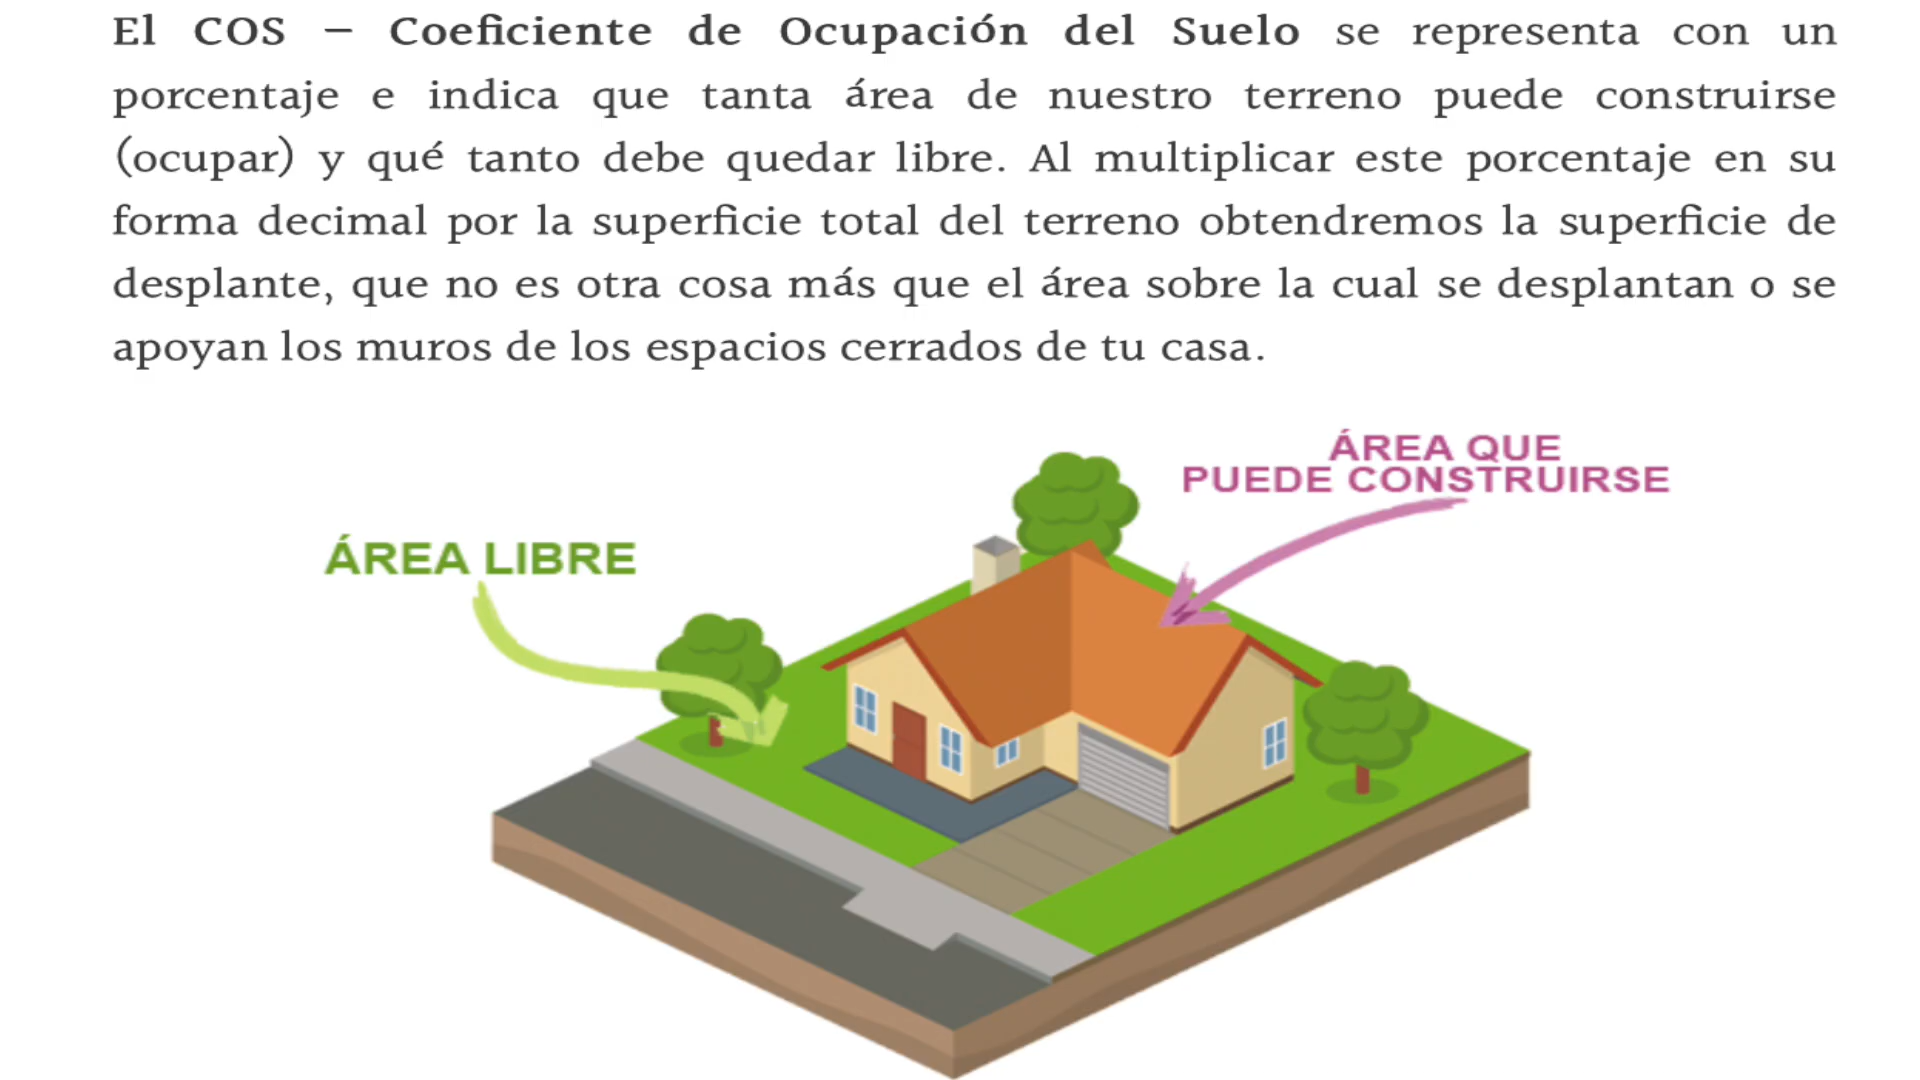 El COS – Coeficiente de Ocupación del Suelo se representa con un
porcentaje e indica que tanta área de nuestro terreno puede construirse
(ocupar) y qué tanto debe quedar libre. Al multiplicar este porcentaje en su
forma decimal por la superficie total del terreno obtendremos la superficie de
desplante, que no es otra cosa más que el área sobre la cual se desplantan o se
apoyan los muros de los espacios cerrados de tu casa.
ÁREA QUE
PUEDE CONSTRUIRSE
ÁREA LIBRE